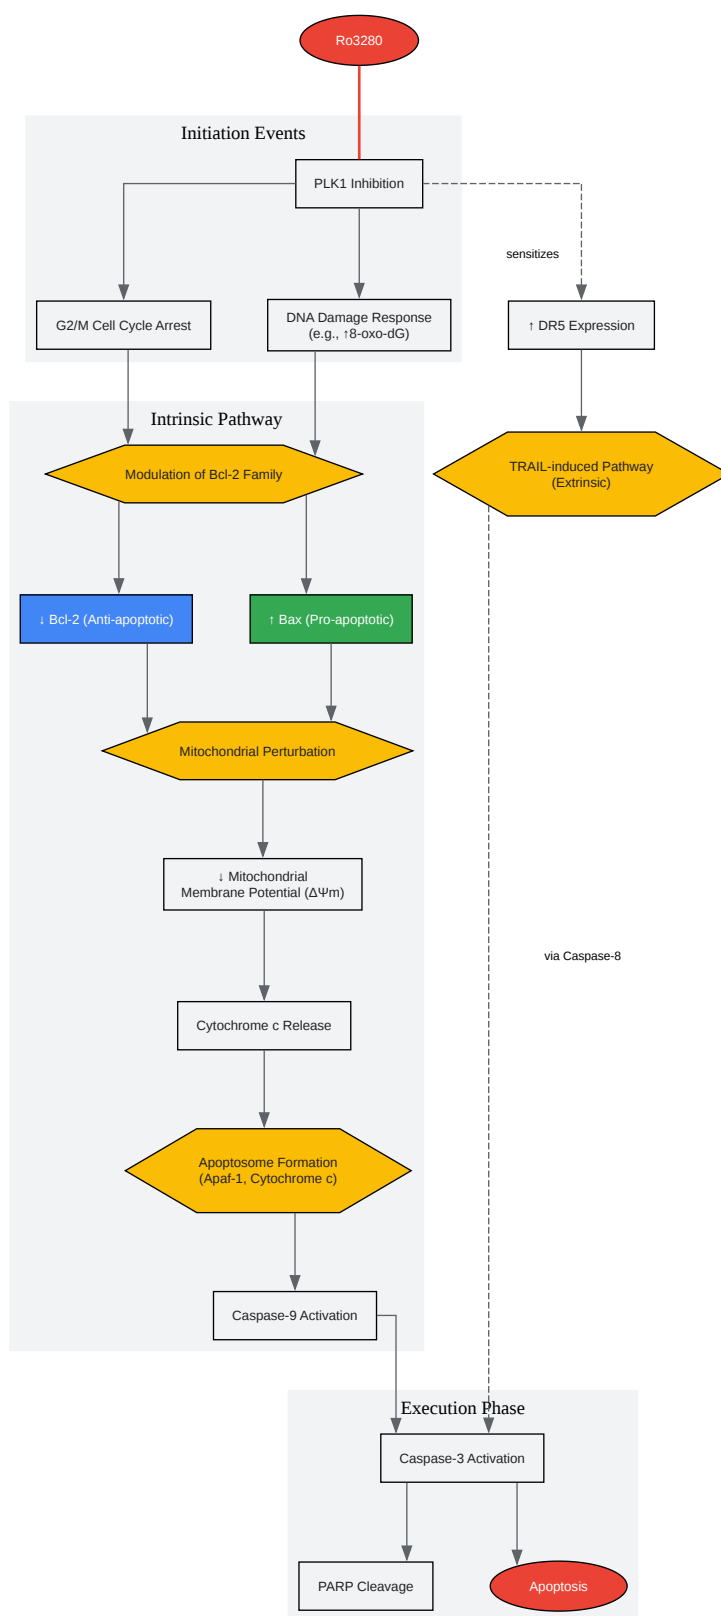 Ro3280
Initiation Events
PLK1 Inhibition
sensitizes
G2/M Cell Cycle Arrest
DNA Damage Response
(e.g., ↑8-oxo-dG)
↑ DR5 Expression
Intrinsic Pathway
Modulation of Bcl-2 Family
TRAIL-induced Pathway
(Extrinsic)
↓ Bcl-2 (Anti-apoptotic)
↑ Bax (Pro-apoptotic)
Mitochondrial Perturbation
↓ Mitochondrial
Membrane Potential (ΔΨm)
via Caspase-8
Cytochrome c Release
Apoptosome Formation
(Apaf-1, Cytochrome c)
Caspase-9 Activation
Execution Phase
Caspase-3 Activation
PARP Cleavage
Apoptosis